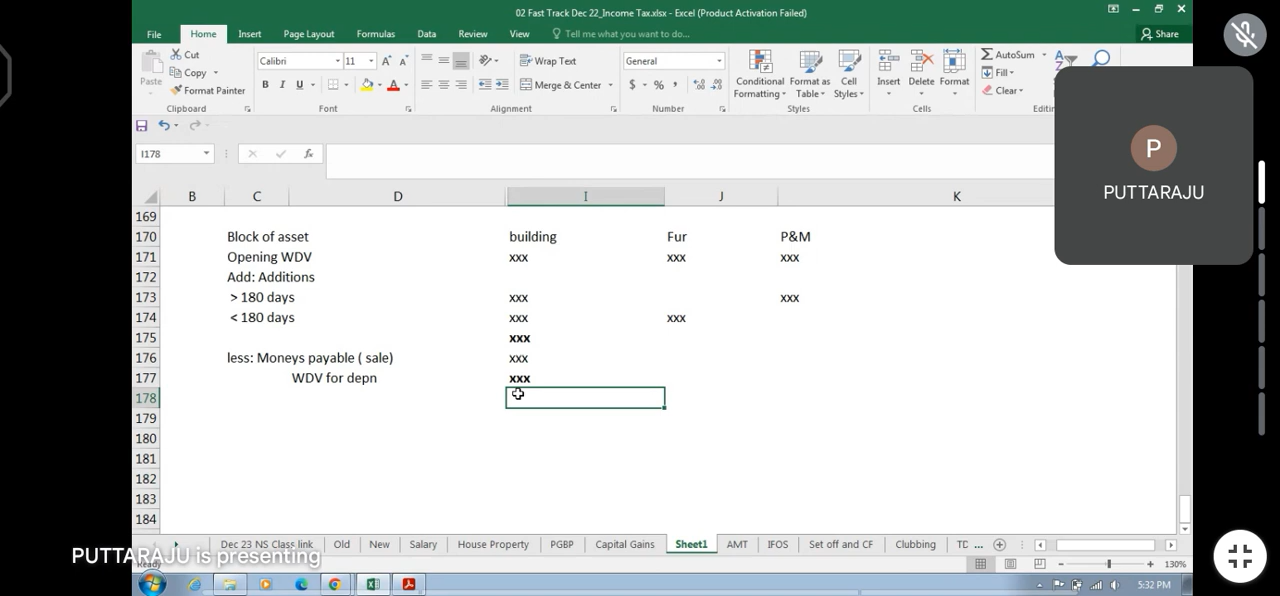 02 Fast Track Dec 22_Income Tax.xlsx - Excel (Product Activation Failed)
File Home Insert Page Layout Formulas Data Review View Tell me what you want to do... Share
Cut Calibri 11 Wrap Text General AutoSum
Copy Fill
Paste Format Painter B I U Merge & Center $ % , Conditional Formatting Format as Table Cell Styles Insert Delete Format Clear
Clipboard Font Alignment Number Styles Cells Editin
P
PUTTARAJU
I178 fx
B C D I J K
169
170 Block of asset building Fur P&M
171 Opening WDV xxx xxx xxx
172 Add: Additions
173 > 180 days xxx xxx
174 < 180 days xxx xxx
175 xxx
176 less: Moneys payable ( sale) xxx
177 WDV for depn xxx
178
179
180
181
182
183
184
Dec 23 NS Class link Old New Salary House Property PGBP Capital Gains Sheet1 AMT IFOS Set off and CF Clubbing TD ...
PUTTARAJU is presenting
Ready 130%
5:32 PM